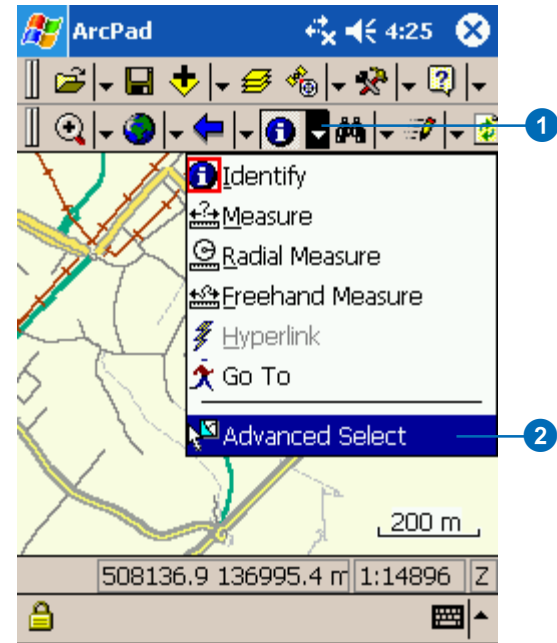 ArcPad 4:25
1
Identify
Measure
Radial Measure
Freehand Measure
Hyperlink
Go To
Advanced Select
2
200 m
508136.9 136995.4 m 1:14896 Z